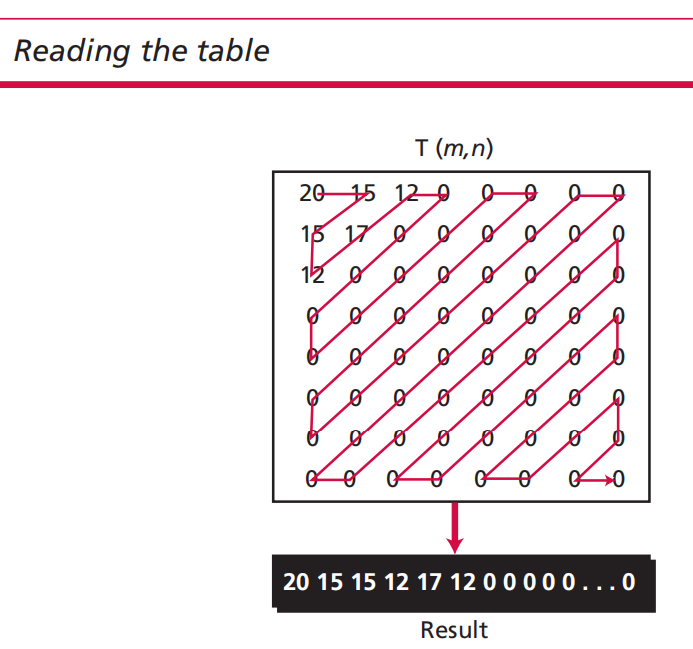 Reading the table
T (m,n)
20 15 12 0 0 0 0 0
15 17 0 0 0 0 0 0
12 0 0 0 0 0 0 0
0 0 0 0 0 0 0 0
0 0 0 0 0 0 0 0
0 0 0 0 0 0 0 0
0 0 0 0 0 0 0 0
0 0 0 0 0 0 0 0
20 15 15 12 17 12 0 0 0 0 0 . . . 0
Result